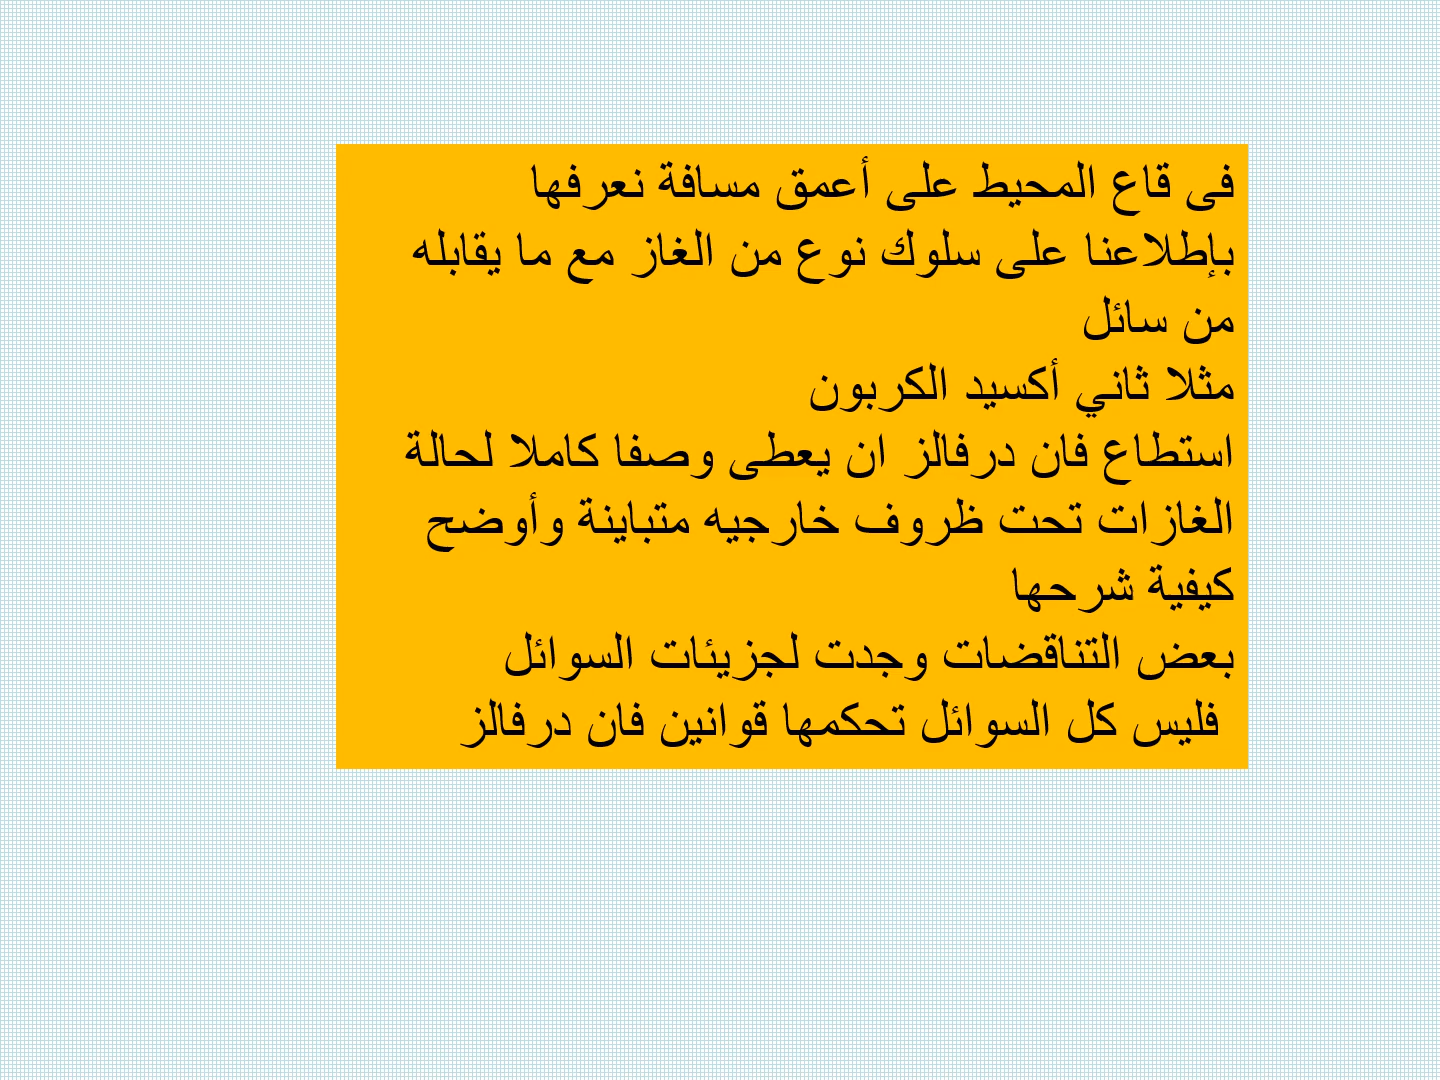 فى قاع المحيط على أعمق مسافة نعرفها
بإطلاعنا على سلوك نوع من الغاز مع ما يقابله
من سائل
مثلا ثاني أكسيد الكربون
استطاع فان درفالز ان يعطى وصفا كاملا لحالة
الغازات تحت ظروف خارجيه متباينة وأوضح
كيفية شرحها
بعض التناقضات وجدت لجزيئات السوائل
فليس كل السوائل تحكمها قوانين فان درفالز